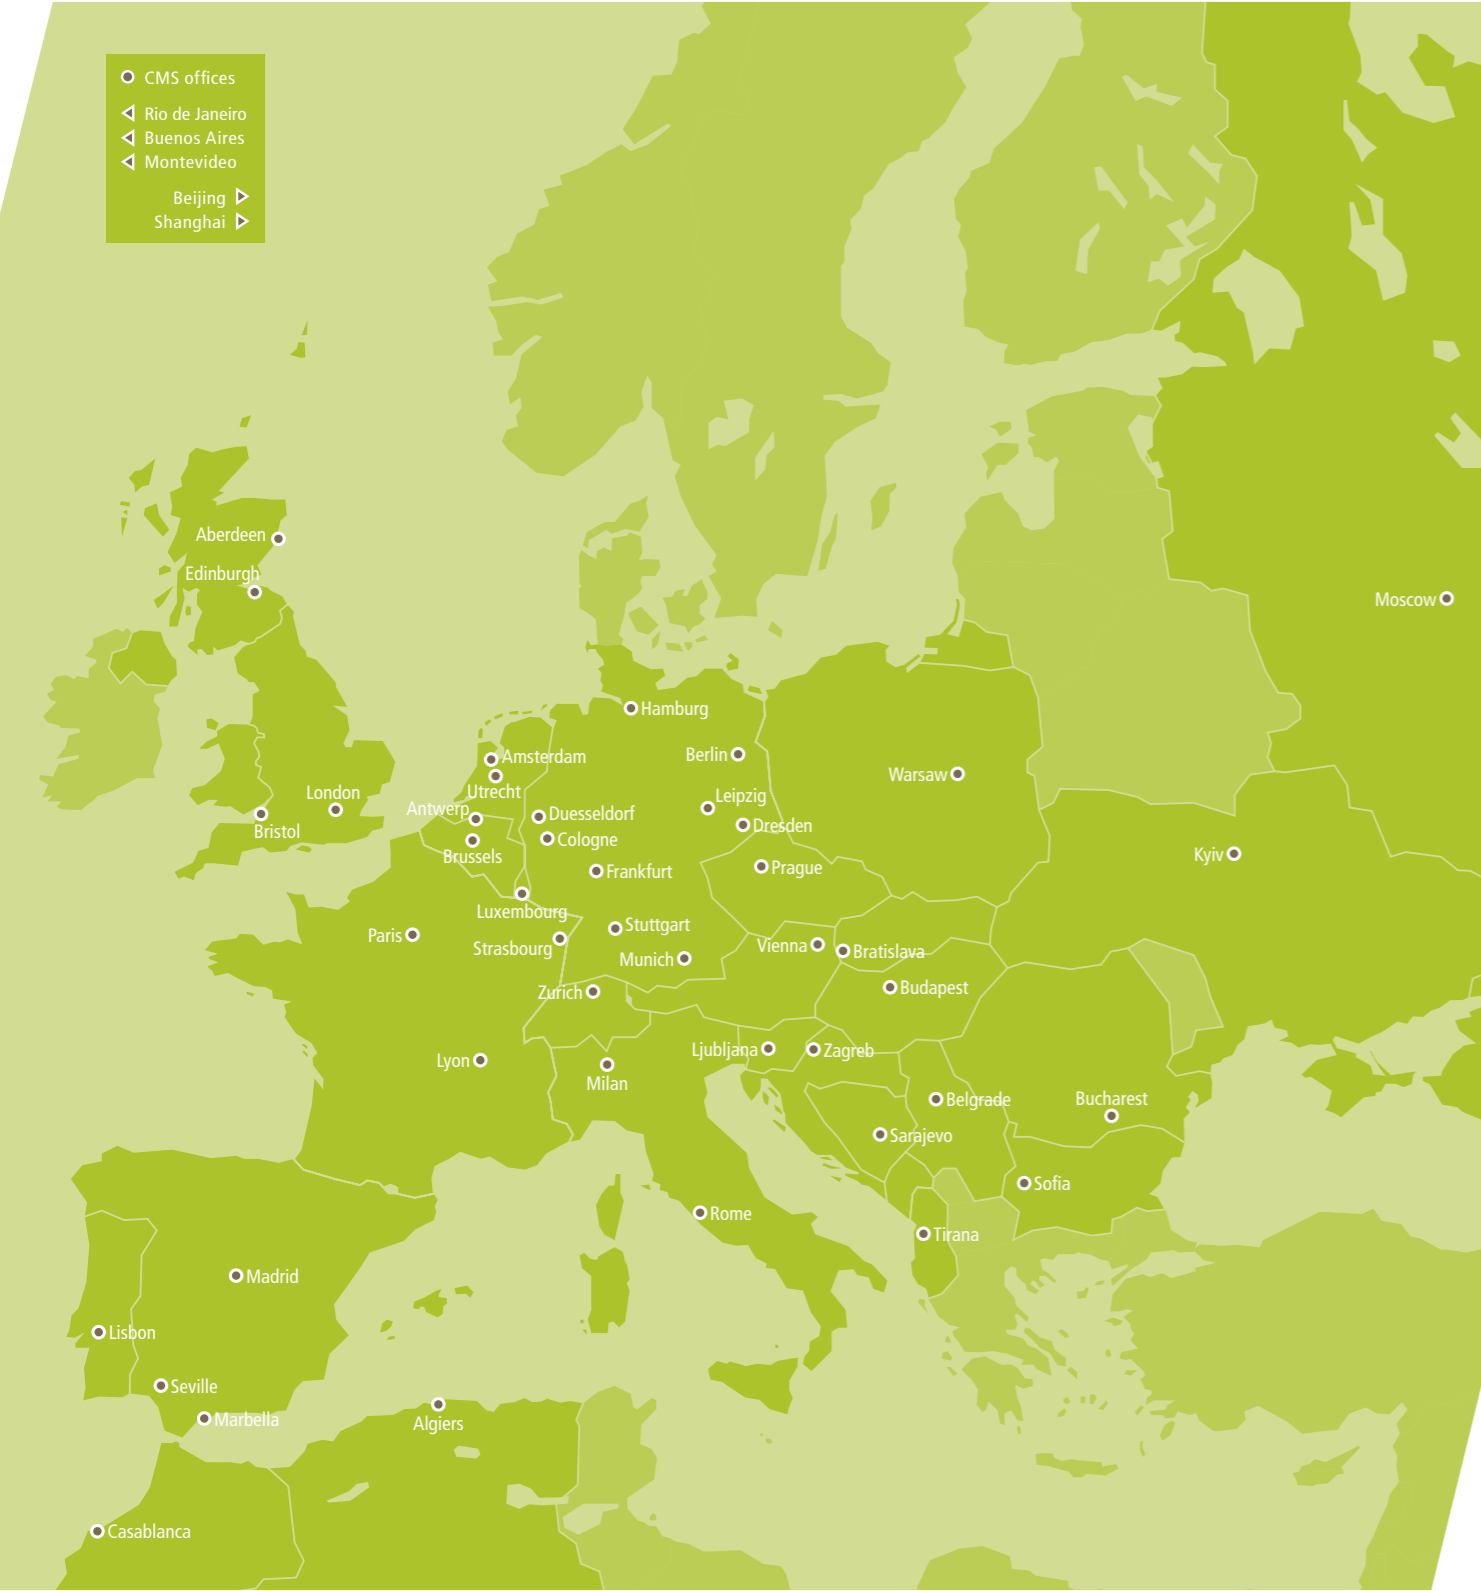 CMS offices
Rio de Janeiro
Buenos Aires
Montevideo
Beijing
Shanghai
Aberdeen
Edinburgh
Moscow
Hamburg
Berlin
Amsterdam
Warsaw
Utrecht
London
Leipzig
Antwerp
Duesseldorf
Dresden
Bristol
Cologne
Brussels
Kyiv
Prague
Frankfurt
Luxembourg
Stuttgart
Paris
Strasbourg
Vienna
Bratislava
Munich
Budapest
Zurich
Ljubljana
Zagreb
Lyon
Milan
Belgrade
Bucharest
Sarajevo
Sofia
Rome
Tirana
Madrid
Lisbon
Seville
Marbella
Algiers
Casablanca